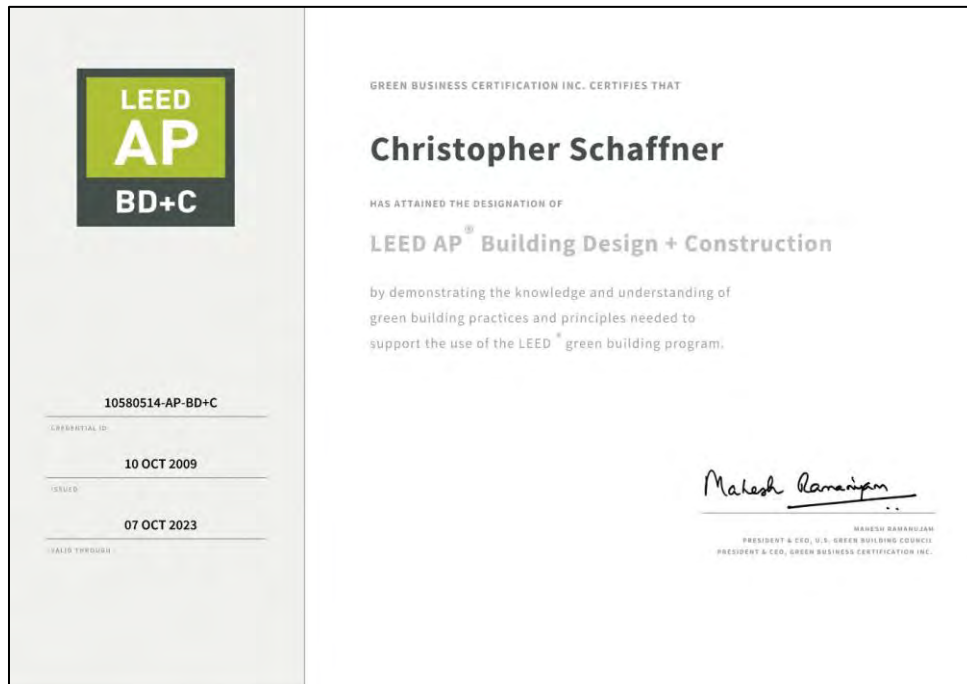 LEED
AP
BD+C
10580514-AP-BD+C
CREDENTIAL ID
10 OCT 2009
ISSUED
07 OCT 2023
VALID THROUGH
GREEN BUSINESS CERTIFICATION INC. CERTIFIES THAT
Christopher Schaffner
HAS ATTAINED THE DESIGNATION OF
LEED AP® Building Design + Construction
by demonstrating the knowledge and understanding of
green building practices and principles needed to
support the use of the LEED® green building program.
Mahesh Ramanujam
MAHESH RAMANUJAM
PRESIDENT & CEO, U.S. GREEN BUILDING COUNCIL
PRESIDENT & CEO, GREEN BUSINESS CERTIFICATION INC.